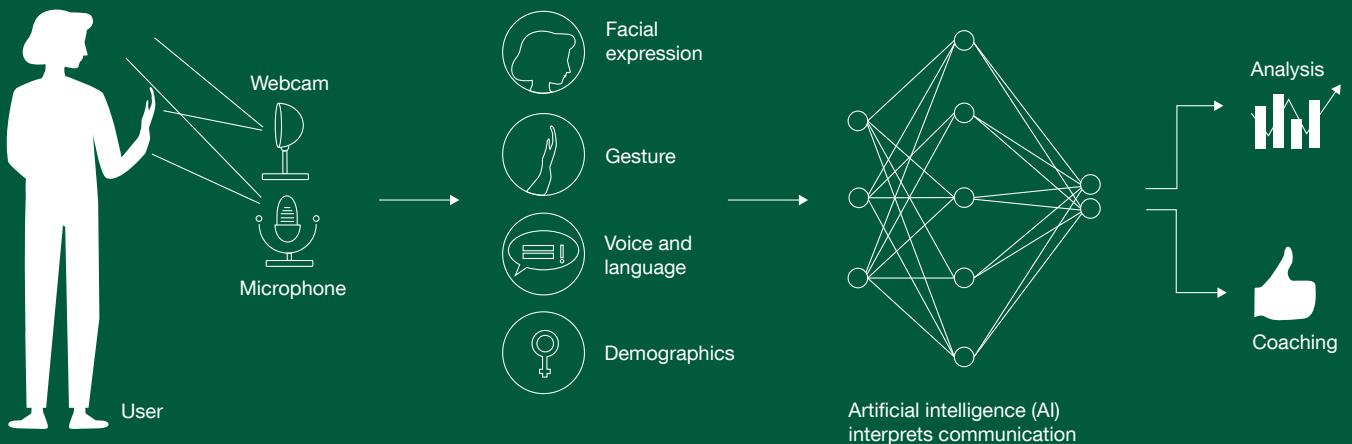 User
Webcam
Microphone
Facial
expression
Gesture
Voice and
language
Demographics
Artificial intelligence (AI)
interprets communication
Analysis
Coaching